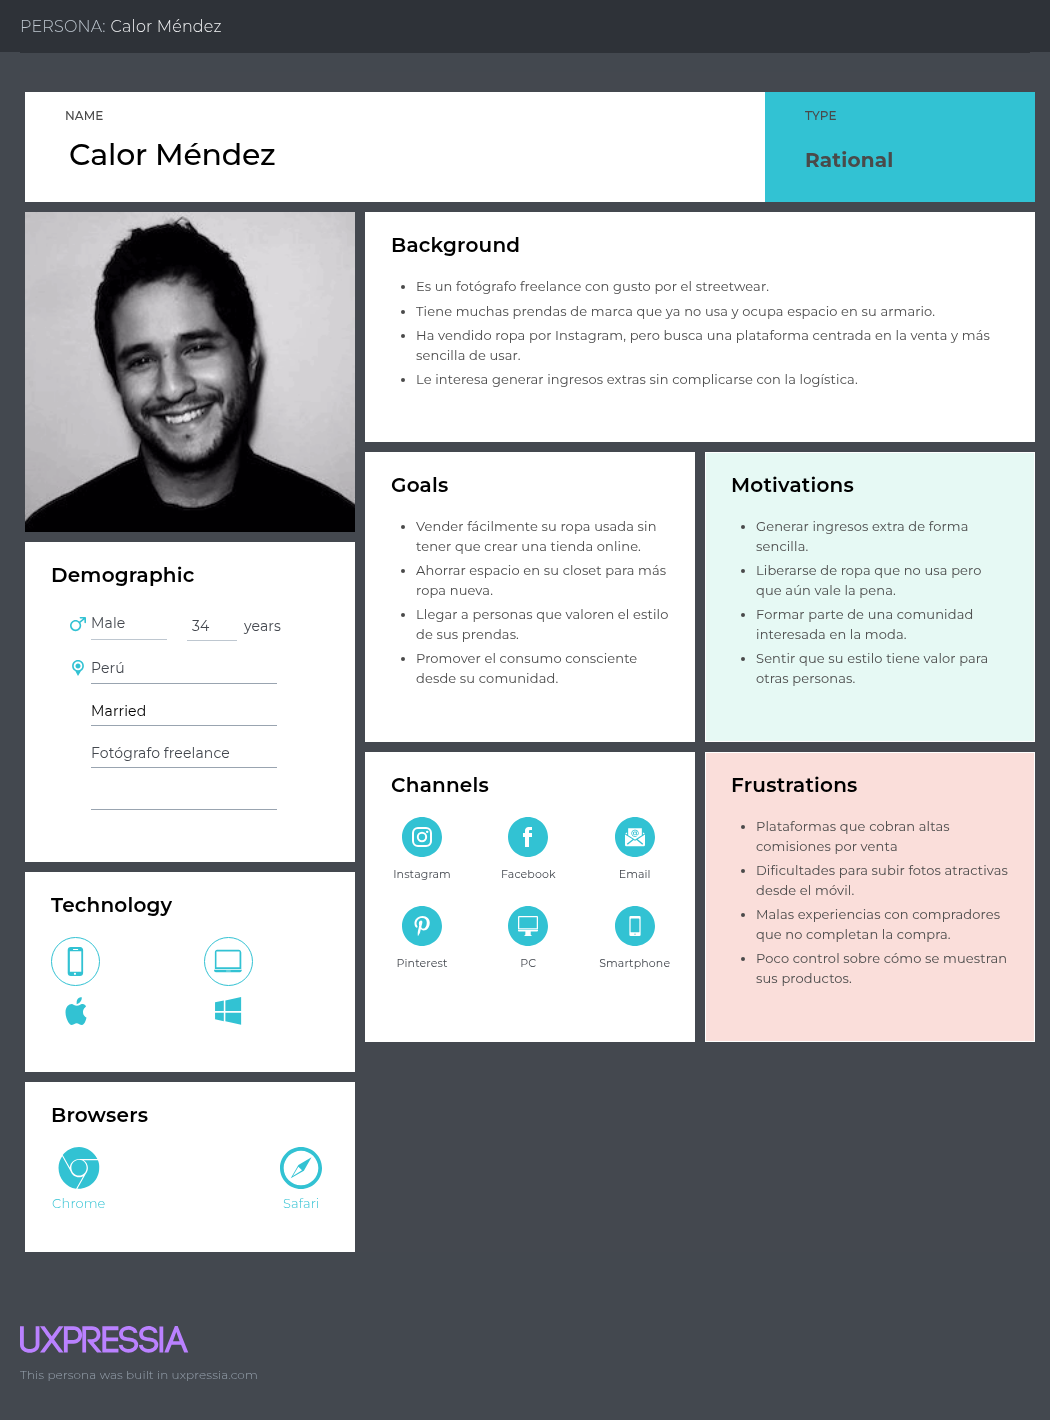 PERSONA: Calor Méndez
NAME
Calor Méndez
TYPE
Rational
Background
Es un fotógrafo freelance con gusto por el streetwear.
Tiene muchas prendas de marca que ya no usa y ocupa espacio en su armario.
Ha vendido ropa por Instagram, pero busca una plataforma centrada en la venta y más
sencilla de usar.
Le interesa generar ingresos extras sin complicarse con la logística.
Goals
Vender fácilmente su ropa usada sin
tener que crear una tienda online.
Ahorrar espacio en su closet para más
ropa nueva.
Llegar a personas que valoren el estilo
de sus prendas.
Promover el consumo consciente
desde su comunidad.
Motivations
Generar ingresos extra de forma
sencilla.
Liberarse de ropa que no usa pero
que aún vale la pena.
Formar parte de una comunidad
interesada en la moda.
Sentir que su estilo tiene valor para
otras personas.
Demographic
Male 34 years
Perú
Married
Fotógrafo freelance
Channels
Instagram Facebook Email
Pinterest PC Smartphone
Frustrations
Plataformas que cobran altas
comisiones por venta
Dificultades para subir fotos atractivas
desde el móvil.
Malas experiencias con compradores
que no completan la compra.
Poco control sobre cómo se muestran
sus productos.
Technology
Browsers
Chrome Safari
UXPRESSIA
This persona was built in uxpressia.com